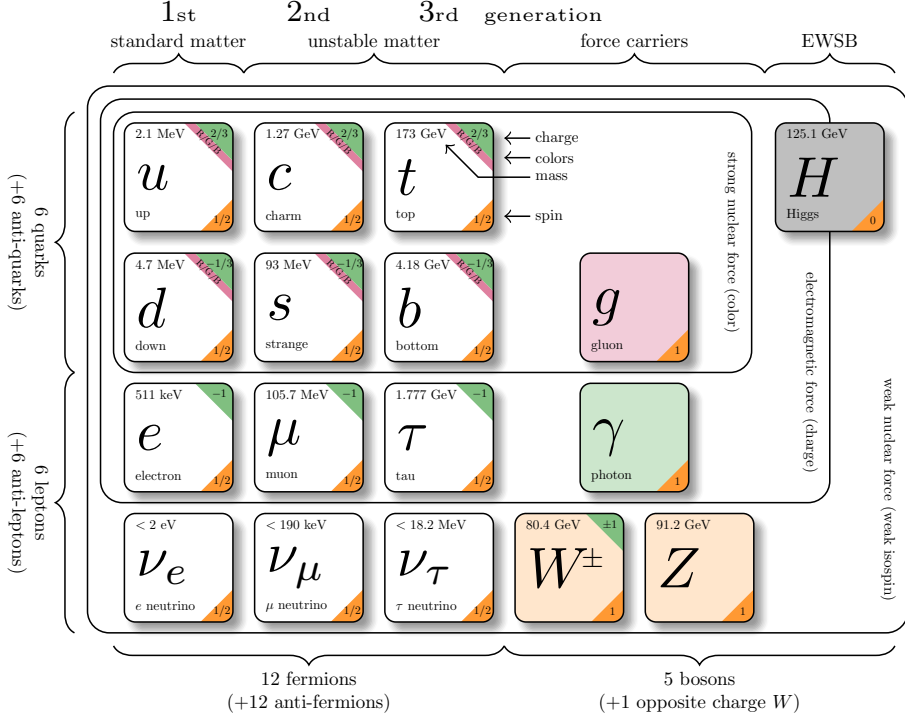 1st 2nd 3rd generation
standard matter unstable matter force carriers EWSB
2.1 MeV 2/3 R/G/B
u
up 1/2
1.27 GeV 2/3 R/G/B
c
charm 1/2
173 GeV 2/3 R/G/B
t
top 1/2
charge
colors
mass
spin
strong nuclear force (color)
125.1 GeV
H
Higgs 0
6 quarks
(+6 anti-quarks)
4.7 MeV −1/3 R/G/B
d
down 1/2
93 MeV −1/3 R/G/B
s
strange 1/2
4.18 GeV −1/3 R/G/B
b
bottom 1/2
g
gluon 1
electromagnetic force (charge)
weak nuclear force (weak isospin)
6 leptons
(+6 anti-leptons)
511 keV −1
e
electron 1/2
105.7 MeV −1
μ
muon 1/2
1.777 GeV −1
τ
tau 1/2
γ
photon 1
< 2 eV
νe
e neutrino 1/2
< 190 keV
νμ
μ neutrino 1/2
< 18.2 MeV
ντ
τ neutrino 1/2
80.4 GeV ±1
W±
1
91.2 GeV
Z
1
12 fermions
(+12 anti-fermions)
5 bosons
(+1 opposite charge W)